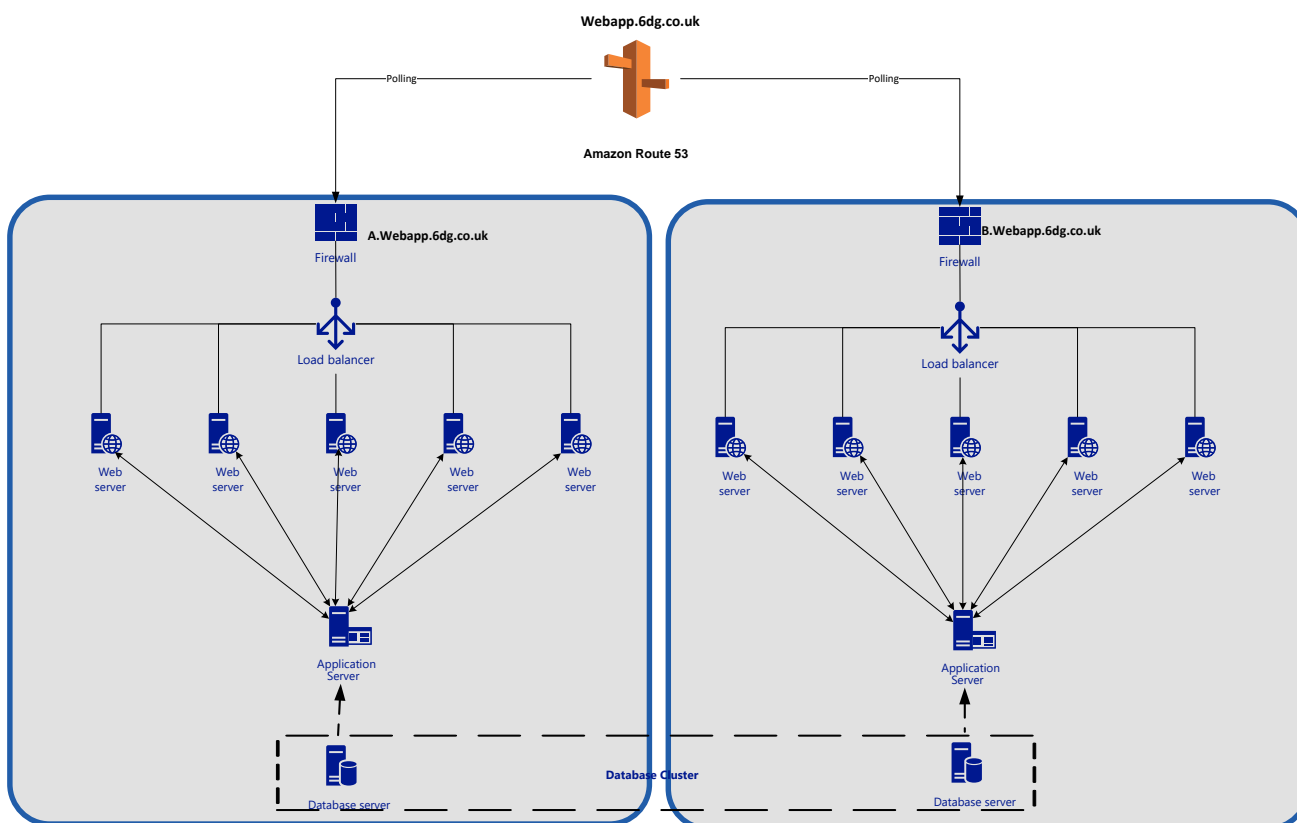 Webapp.6dg.co.uk
Polling
Polling
Amazon Route 53
A.Webapp.6dg.co.uk
B.Webapp.6dg.co.uk
Firewall
Firewall
Load balancer
Load balancer
Web
server
Web
server
Web
server
Web
server
Web
server
Web
server
Web
server
Web
server
Web
server
Web
server
Application
Server
Application
Server
Database Cluster
Database server
Database server